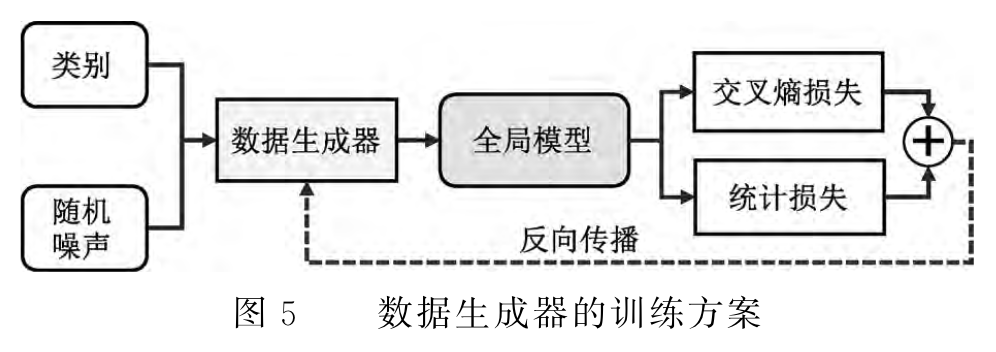 类别
随机
噪声
数据生成器
全局模型
交叉熵损失
统计损失
反向传播
图 5 数据生成器的训练方案